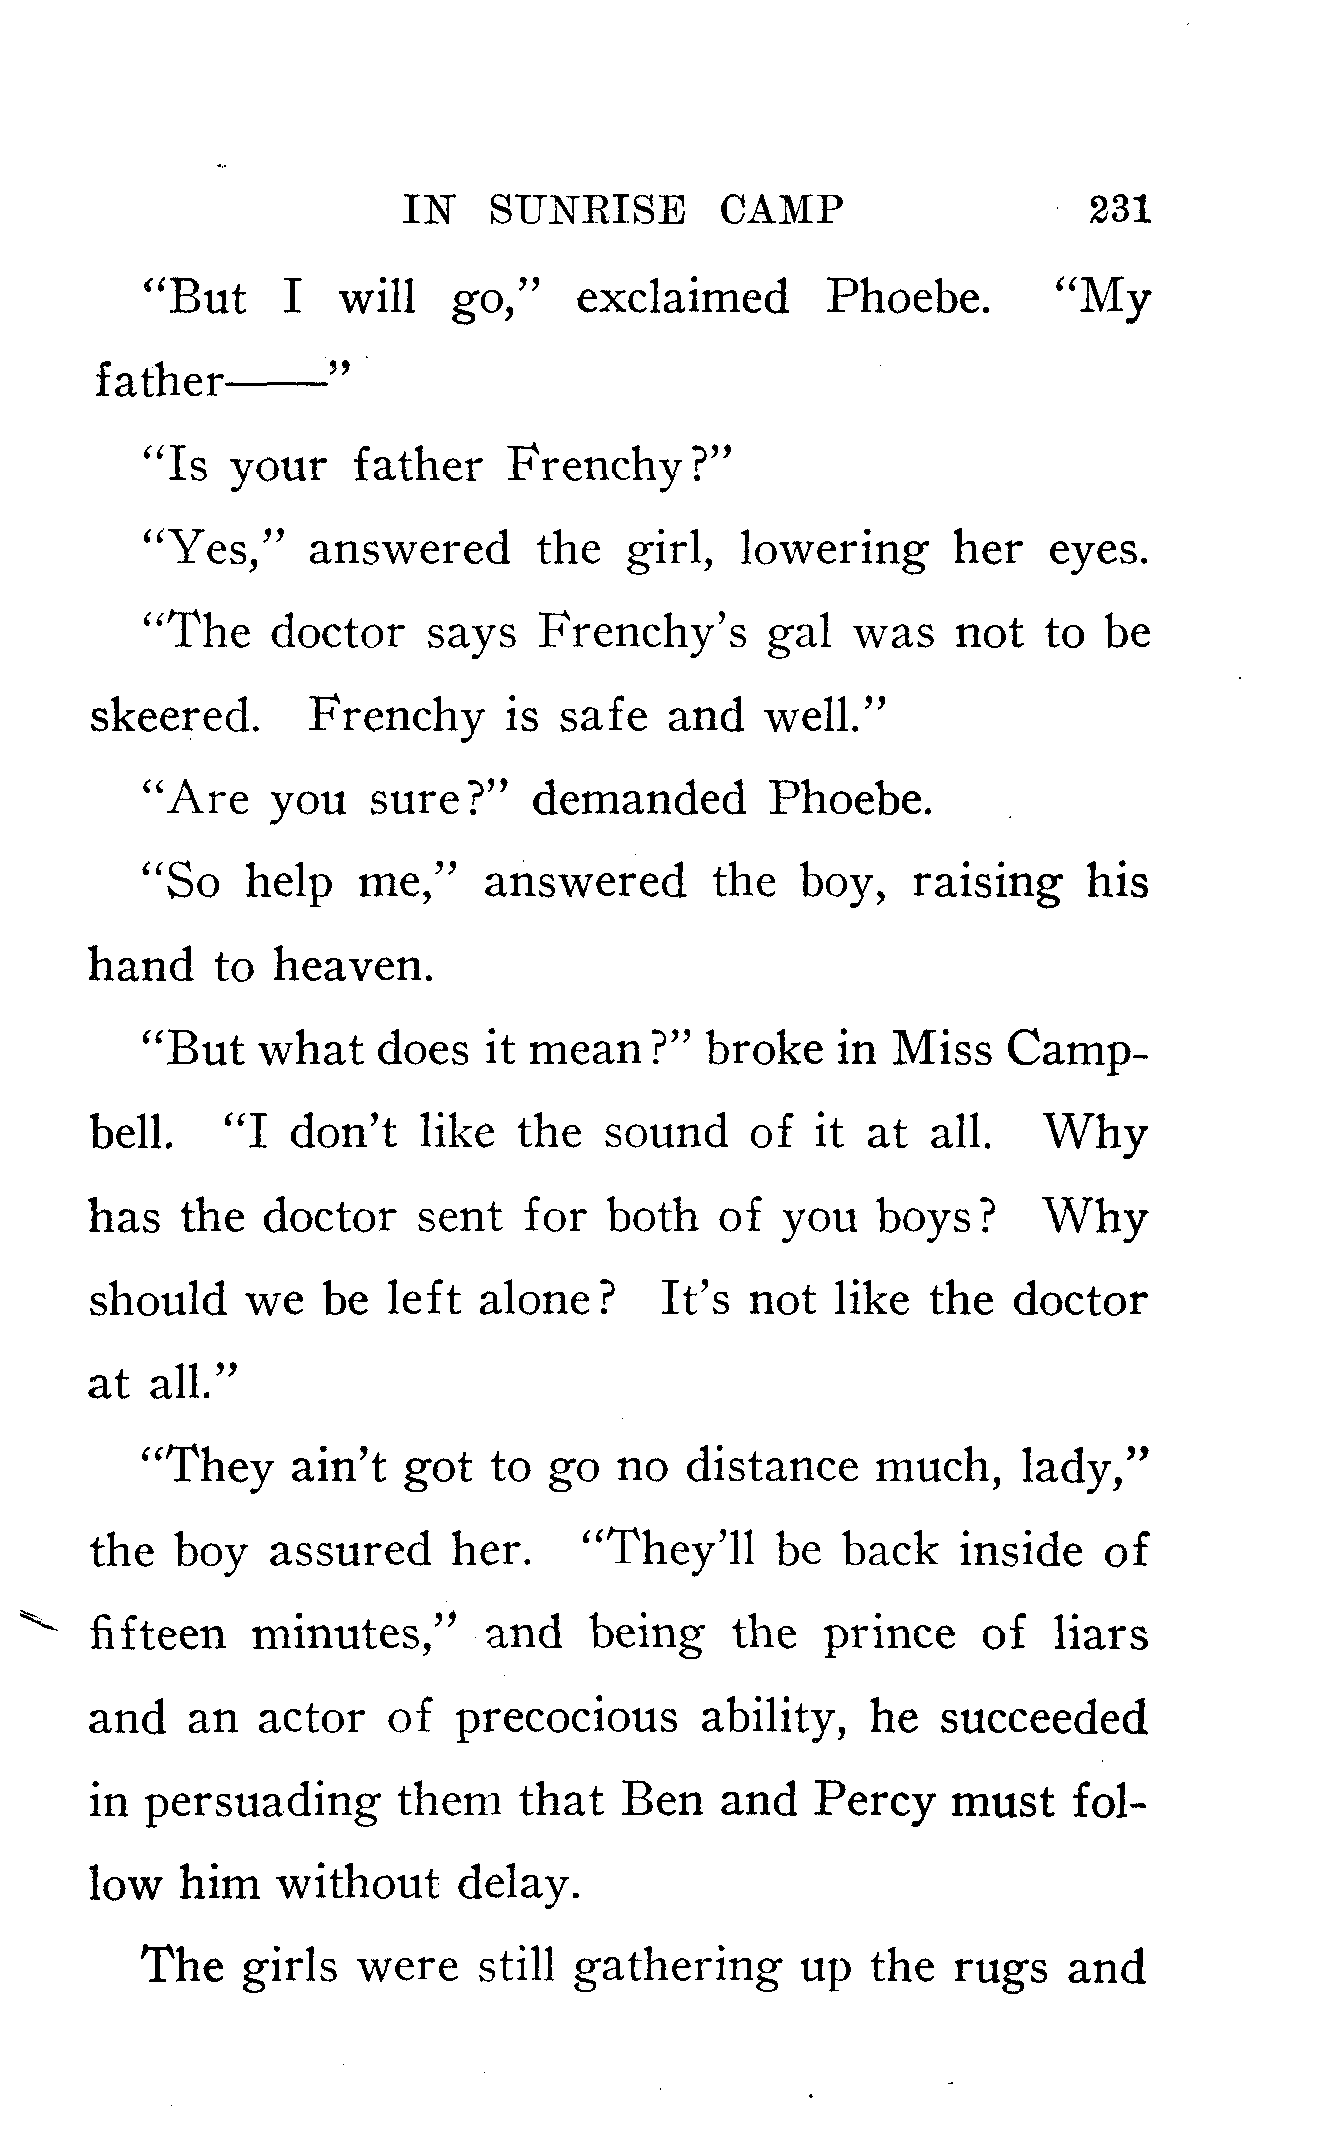 IN SUNRISE CAMP 231
“But I will go,” exclaimed Phoebe. “My
father——”
“Is your father Frenchy?”
“Yes,” answered the girl, lowering her eyes.
“The doctor says Frenchy’s gal was not to be
skeered. Frenchy is safe and well.”
“Are you sure?” demanded Phoebe.
“So help me,” answered the boy, raising his
hand to heaven.
“But what does it mean?” broke in Miss Camp-
bell. “I don’t like the sound of it at all. Why
has the doctor sent for both of you boys? Why
should we be left alone? It’s not like the doctor
at all.”
“They ain’t got to go no distance much, lady,”
the boy assured her. “They’ll be back inside of
fifteen minutes,” and being the prince of liars
and an actor of precocious ability, he succeeded
in persuading them that Ben and Percy must fol-
low him without delay.
The girls were still gathering up the rugs and